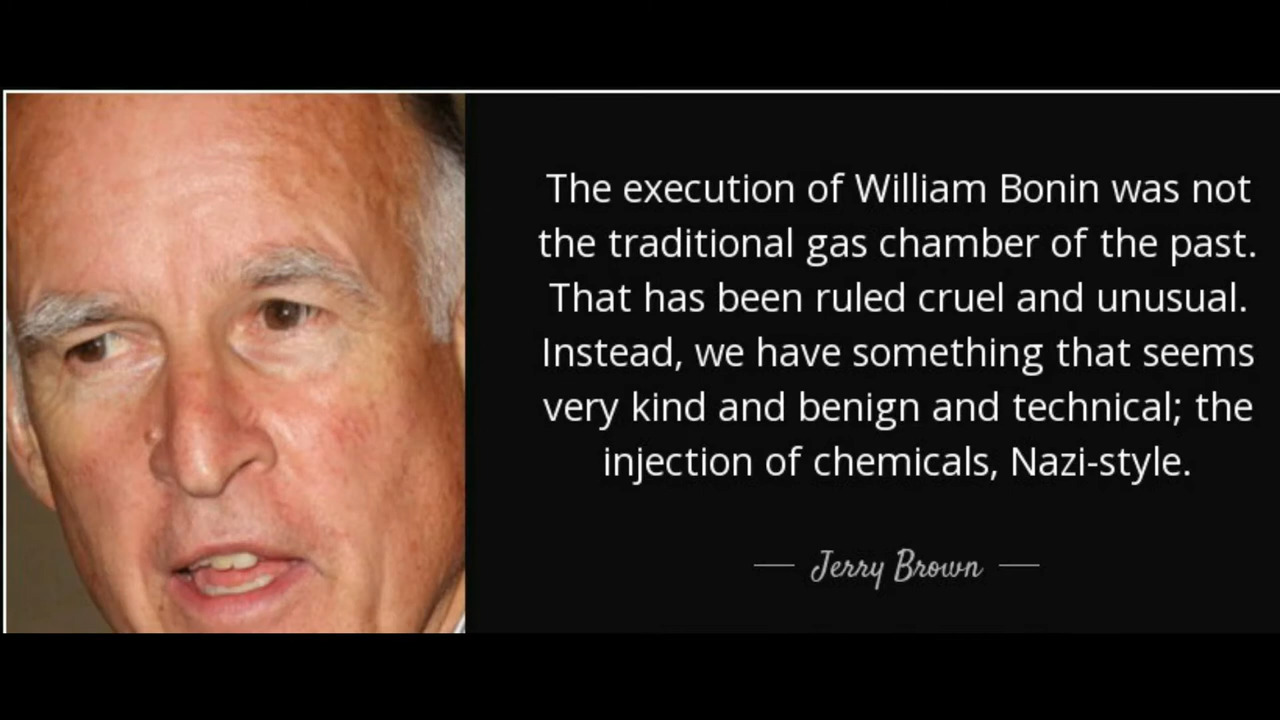 The execution of William Bonin was not
the traditional gas chamber of the past.
That has been ruled cruel and unusual.
Instead, we have something that seems
very kind and benign and technical; the
injection of chemicals, Nazi-style.
Jerry Brown